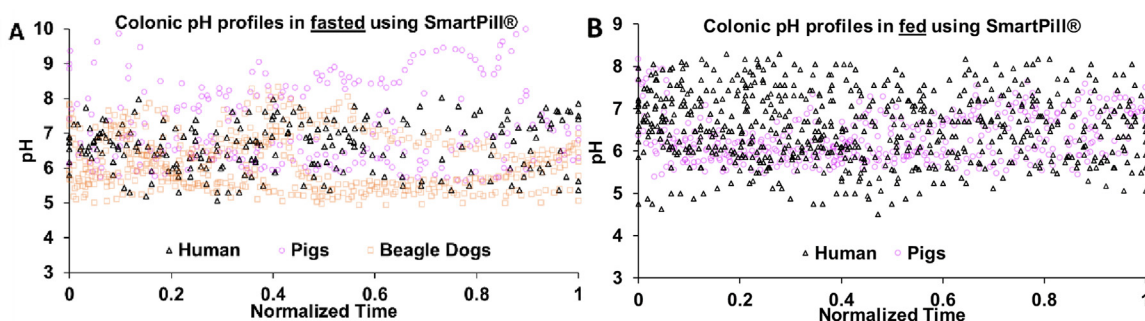 A
Colonic pH profiles in fasted using SmartPill®
10
9
8
7
6
5
4
3
pH
0
0.2
0.4
0.6
0.8
1
Normalized Time
Human
Pigs
Beagle Dogs
B
Colonic pH profiles in fed using SmartPill®
9
8
7
6
5
4
3
pH
0
0.2
0.4
0.6
0.8
1
Normalized Time
Human
Pigs